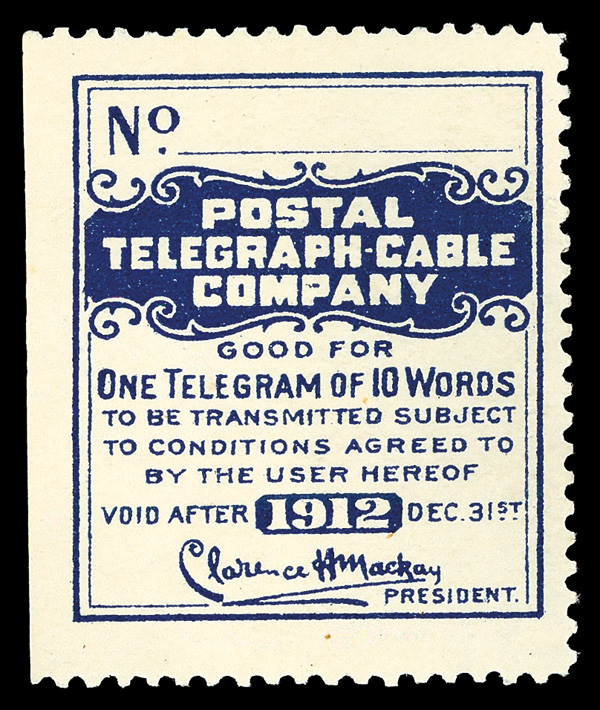 No.
POSTAL
TELEGRAPH-CABLE
COMPANY
GOOD FOR
ONE TELEGRAM OF 10 WORDS
TO BE TRANSMITTED SUBJECT
TO CONDITIONS AGREED TO
BY THE USER HEREOF
VOID AFTER 1912 DEC. 31ST
Clarence H Mackay
PRESIDENT.